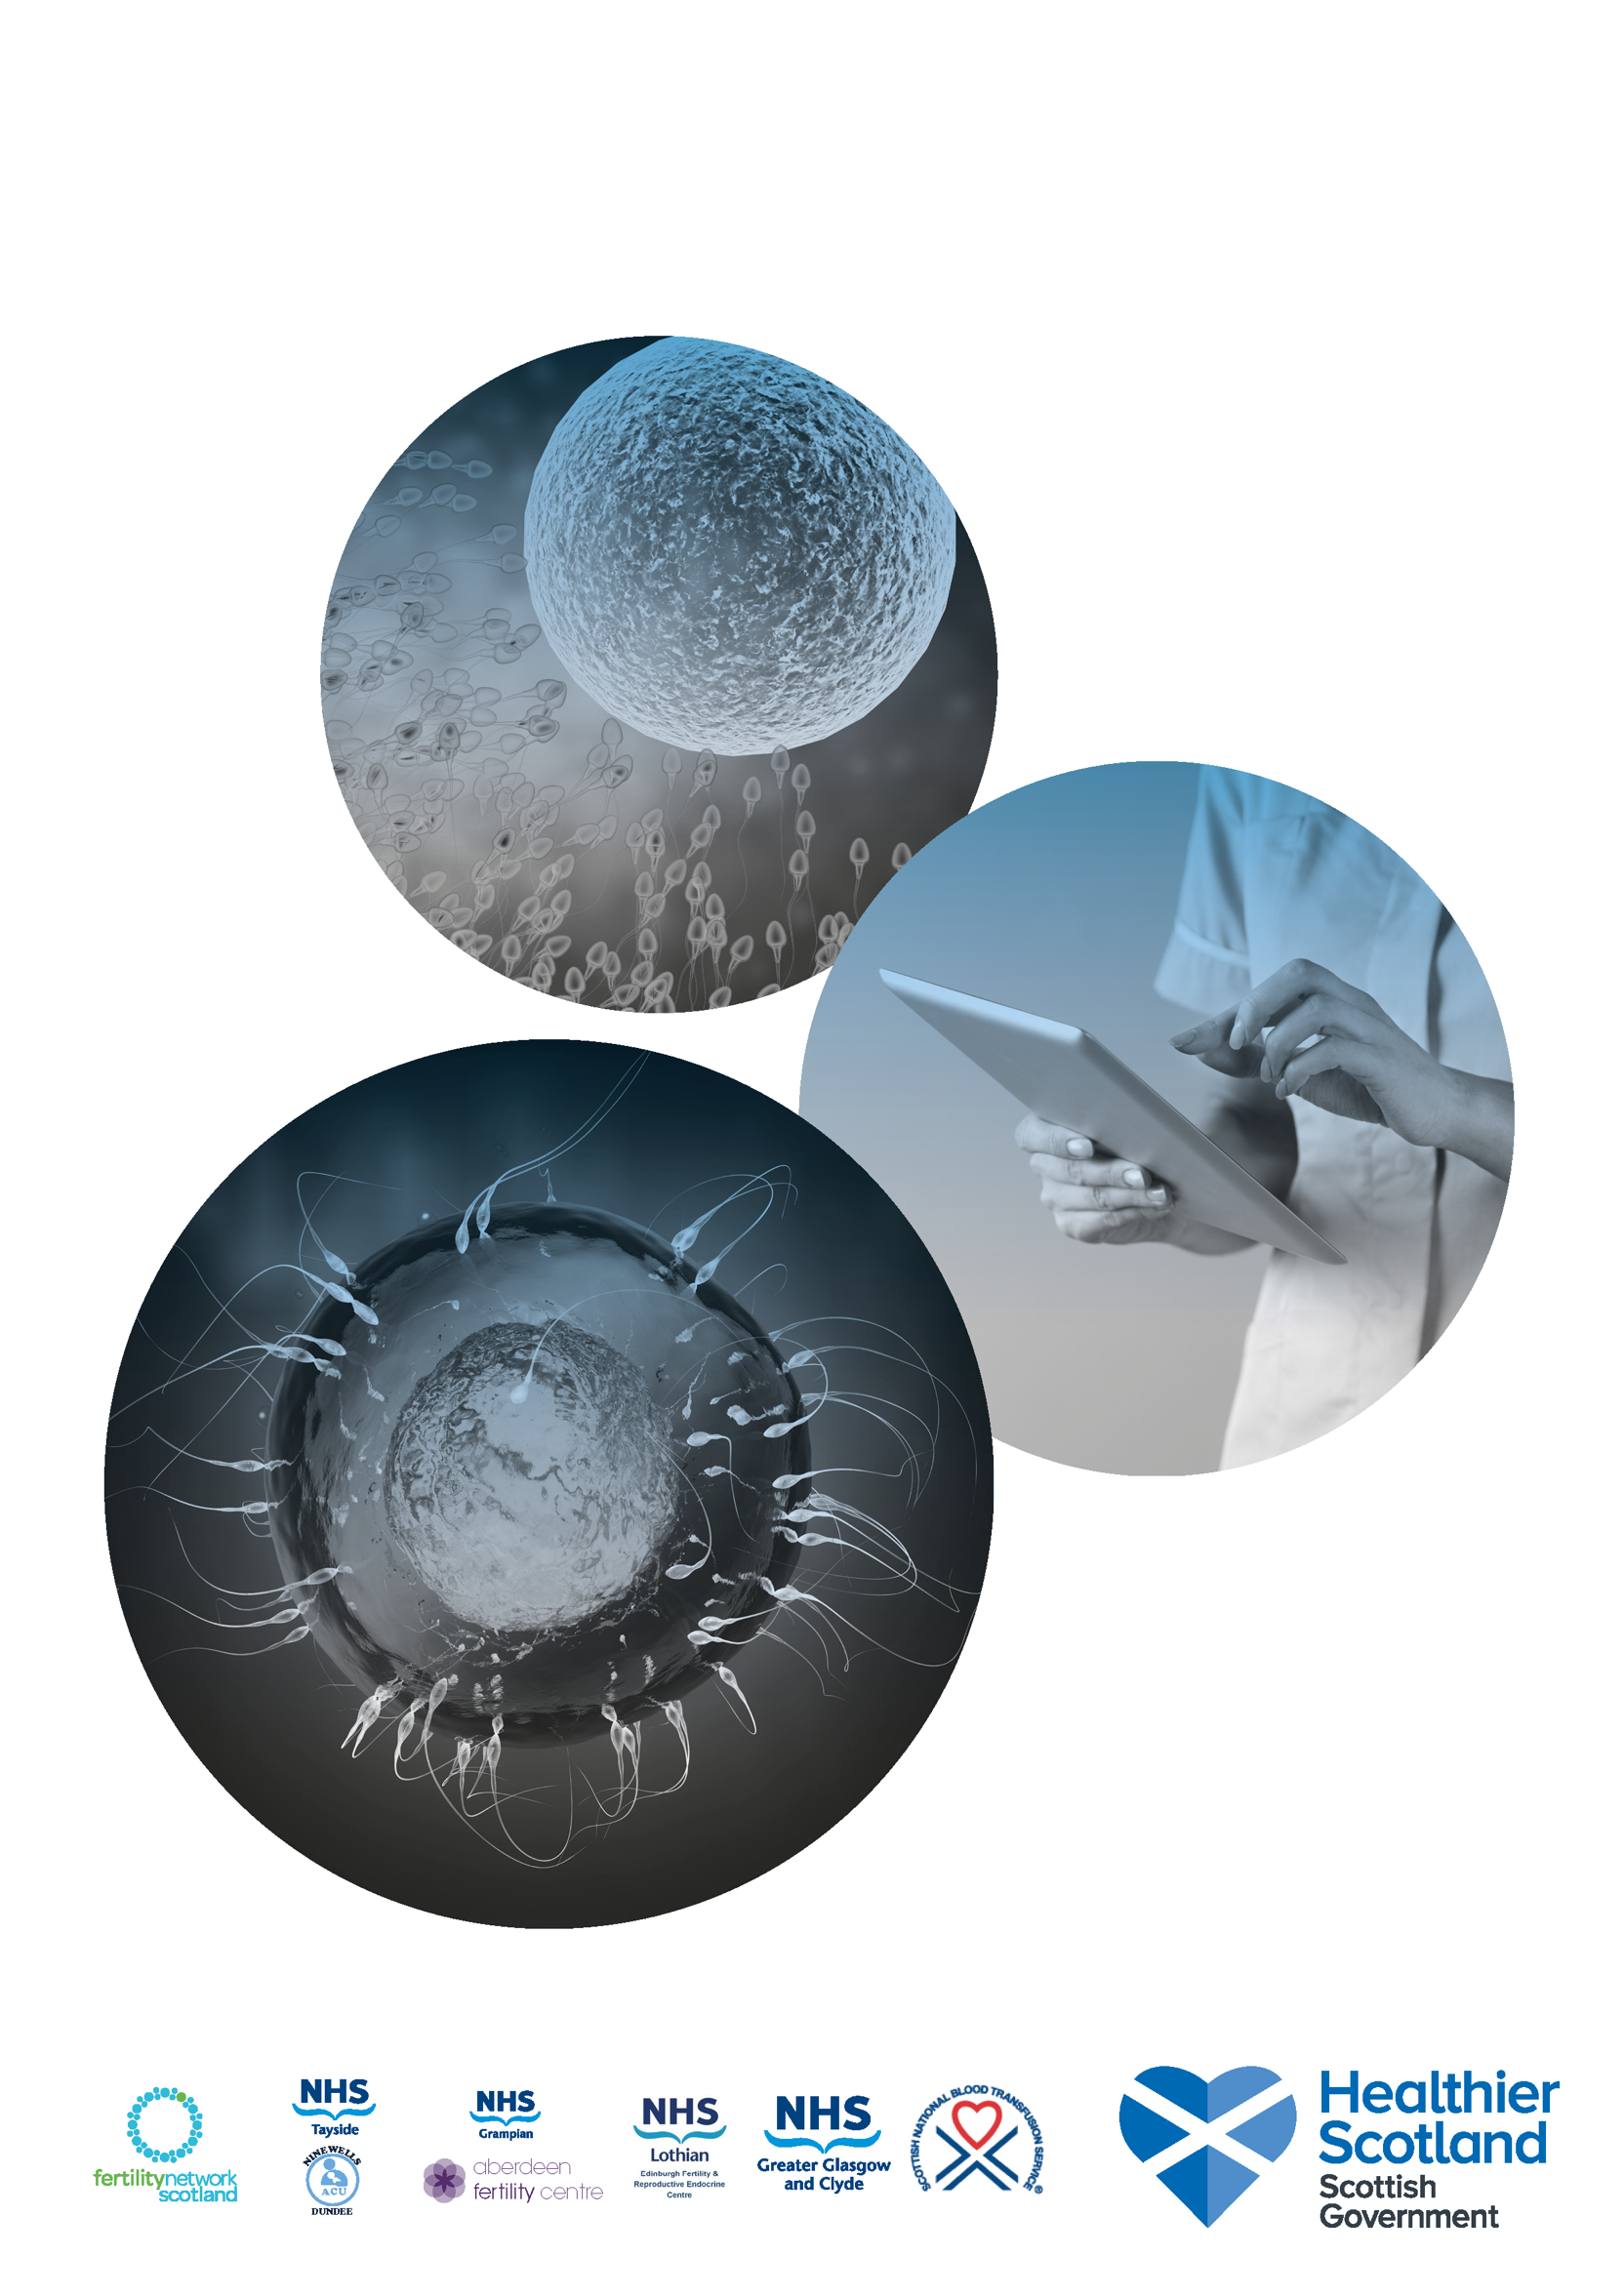 fertilitynetwork
scotland
NHS
Tayside
NINEWELLS
ACU
DUNDEE
NHS
Grampian
aberdeen
fertility centre
NHS
Lothian
Edinburgh Fertility &
Reproductive Endocrine
Centre
NHS
Greater Glasgow
and Clyde
SCOTTISH NATIONAL BLOOD TRANSFUSION SERVICE ®
Healthier
Scotland
Scottish
Government